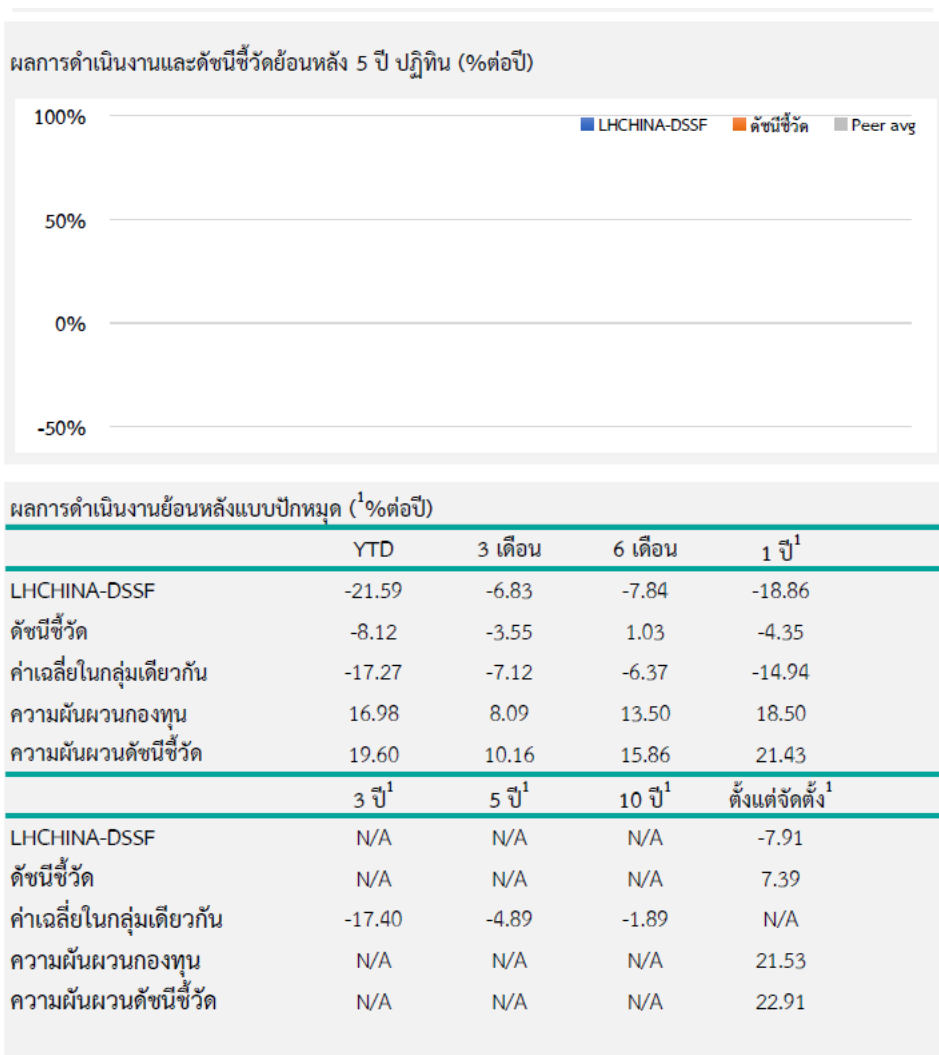 ผลการดำเนินงานและดัชนีชี้วัดย้อนหลัง 5 ปี ปฏิทิน (%ต่อปี)
100%
LHCHINA-DSSF ดัชนีชี้วัด Peer avg
50%
0%
-50%
ผลการดำเนินงานย้อนหลังแบบปักหมุด (¹%ต่อปี)
YTD 3 เดือน 6 เดือน 1 ปี¹
LHCHINA-DSSF -21.59 -6.83 -7.84 -18.86
ดัชนีชี้วัด -8.12 -3.55 1.03 -4.35
ค่าเฉลี่ยในกลุ่มเดียวกัน -17.27 -7.12 -6.37 -14.94
ความผันผวนกองทุน 16.98 8.09 13.50 18.50
ความผันผวนดัชนีชี้วัด 19.60 10.16 15.86 21.43
3 ปี¹ 5 ปี¹ 10 ปี¹ ตั้งแต่จัดตั้ง¹
LHCHINA-DSSF N/A N/A N/A -7.91
ดัชนีชี้วัด N/A N/A N/A 7.39
ค่าเฉลี่ยในกลุ่มเดียวกัน -17.40 -4.89 -1.89 N/A
ความผันผวนกองทุน N/A N/A N/A 21.53
ความผันผวนดัชนีชี้วัด N/A N/A N/A 22.91